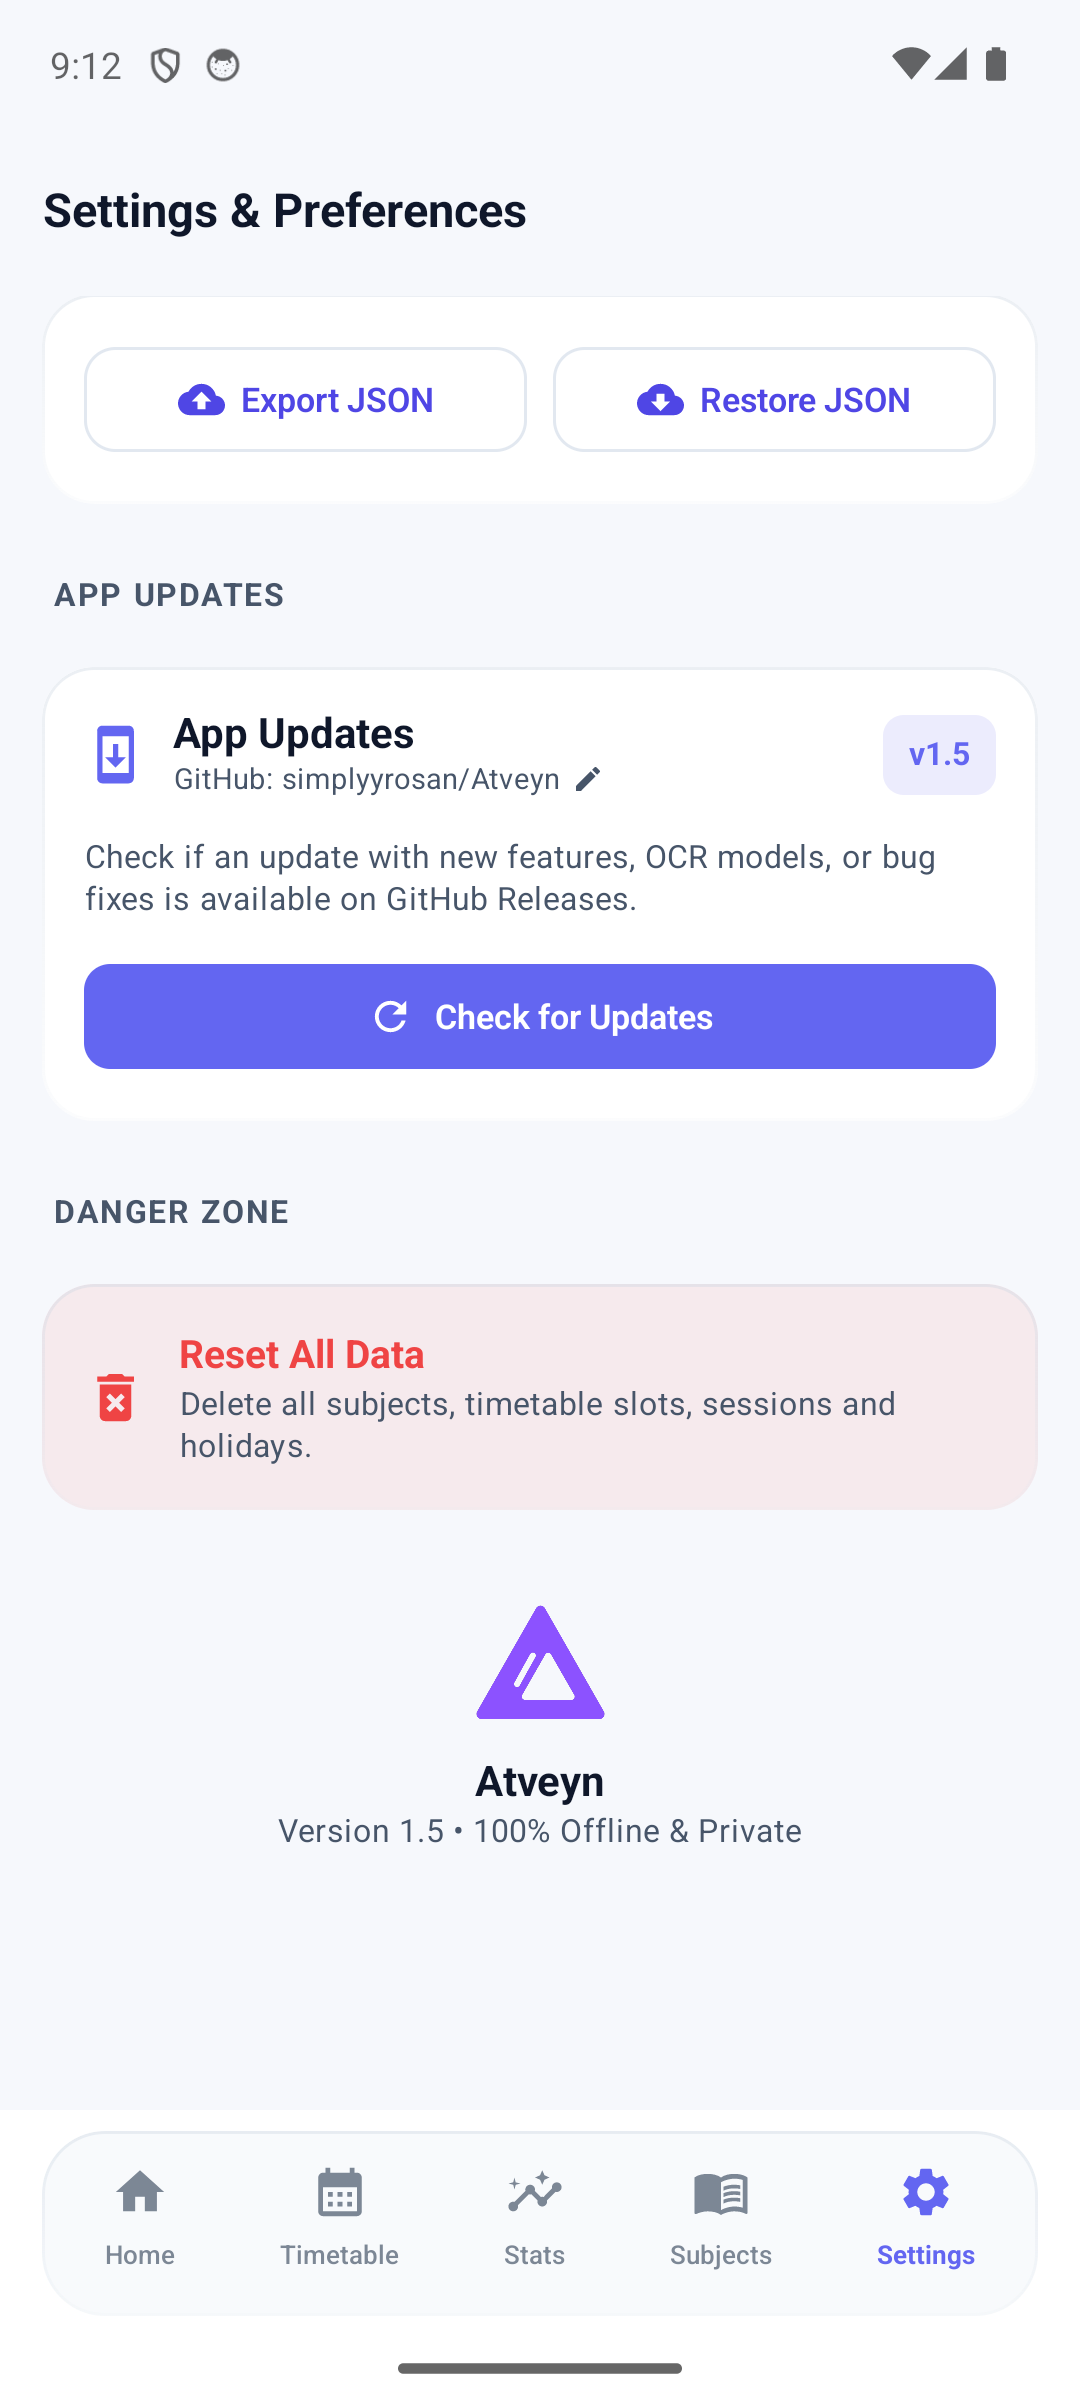 9:12
Settings & Preferences
Export JSON
Restore JSON
APP UPDATES
App Updates
v1.5
GitHub: simplyyrosan/Atveyn
Check if an update with new features, OCR models, or bug
fixes is available on GitHub Releases.
Check for Updates
DANGER ZONE
Reset All Data
Delete all subjects, timetable slots, sessions and
holidays.
Atveyn
Version 1.5 • 100% Offline & Private
Home
Timetable
Stats
Subjects
Settings